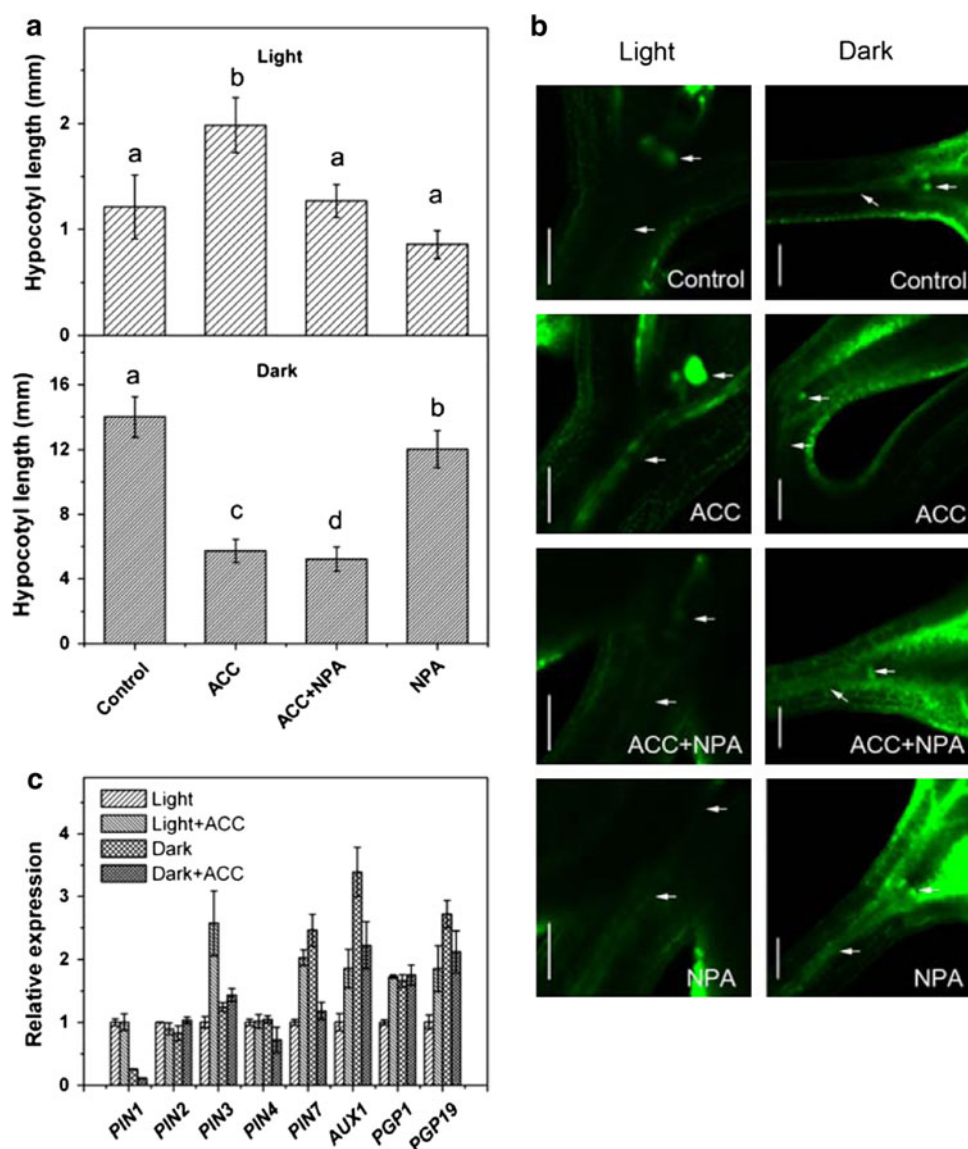 a
Light
Hypocotyl length (mm)
2
1
0
a
b
a
a
Dark
Hypocotyl length (mm)
16
12
8
4
0
a
c
d
b
Control
ACC
ACC+NPA
NPA
b
Light
Dark
Control
Control
ACC
ACC
ACC+NPA
ACC+NPA
NPA
NPA
c
Light
Light+ACC
Dark
Dark+ACC
Relative expression
4
3
2
1
0
PIN1
PIN2
PIN3
PIN4
PIN7
AUX1
PGP1
PGP19